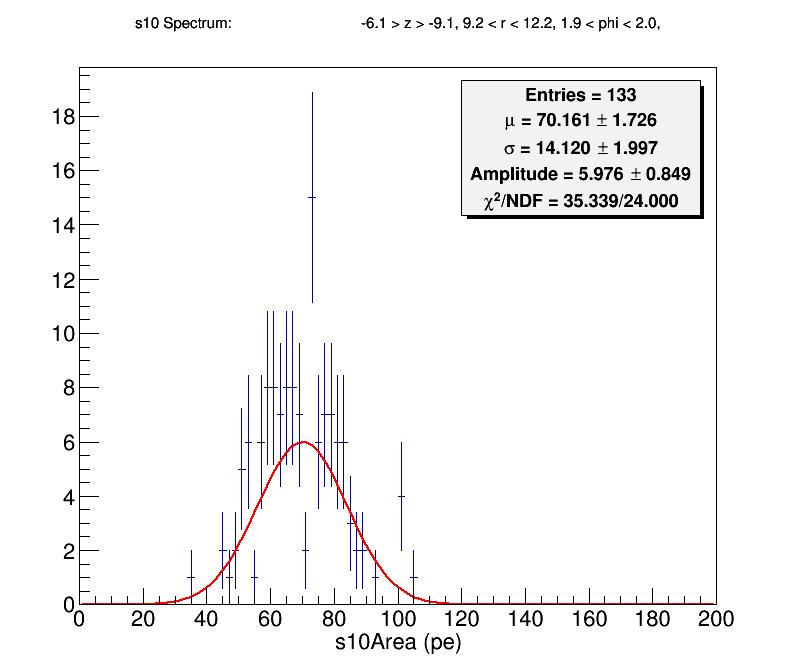 s10 Spectrum: -6.1 > z > -9.1, 9.2 < r < 12.2, 1.9 < phi < 2.0,
Entries = 133
μ = 70.161 ± 1.726
σ = 14.120 ± 1.997
Amplitude = 5.976 ± 0.849
χ²/NDF = 35.339/24.000
18
16
14
12
10
8
6
4
2
0
0 20 40 60 80 100 120 140 160 180 200
s10Area (pe)